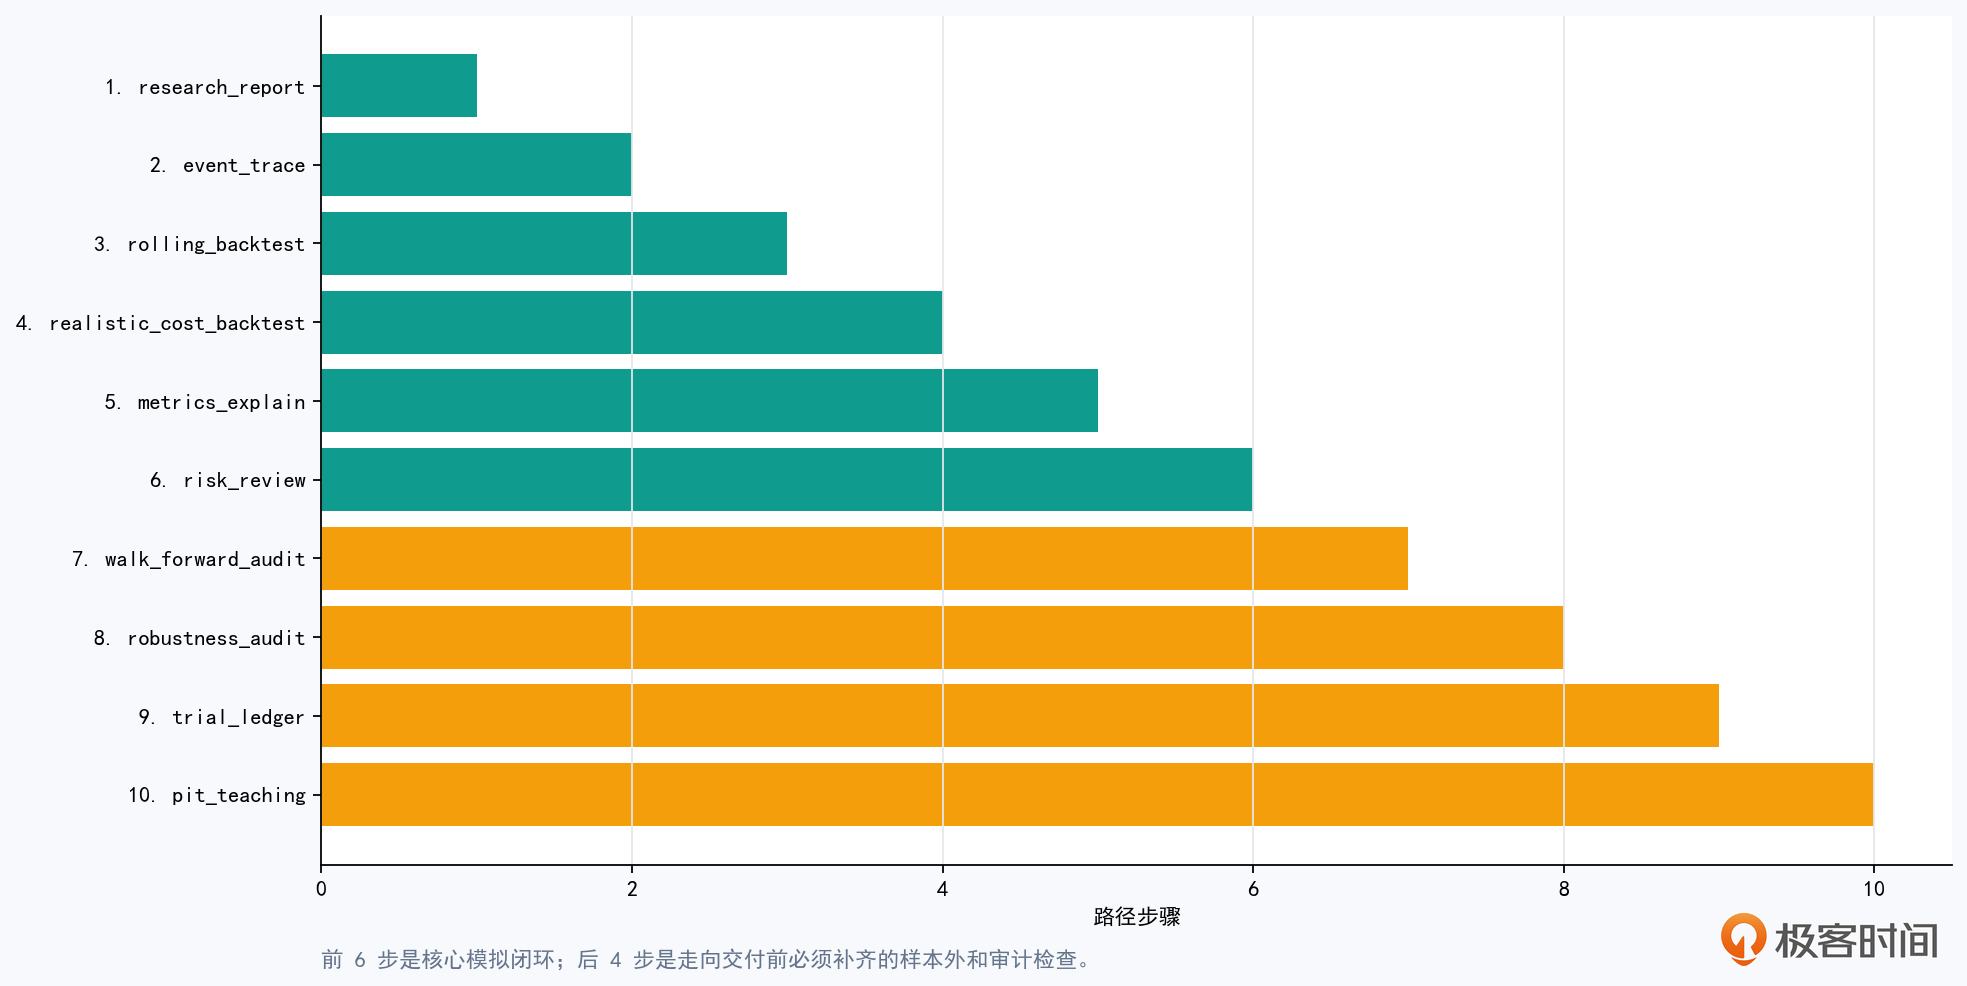 1. research_report
2. event_trace
3. rolling_backtest
4. realistic_cost_backtest
5. metrics_explain
6. risk_review
7. walk_forward_audit
8. robustness_audit
9. trial_ledger
10. pit_teaching
0 2 4 6 8 10
路径步骤
前 6 步是核心模拟闭环；后 4 步是走向交付前必须补齐的样本外和审计检查。
极客时间